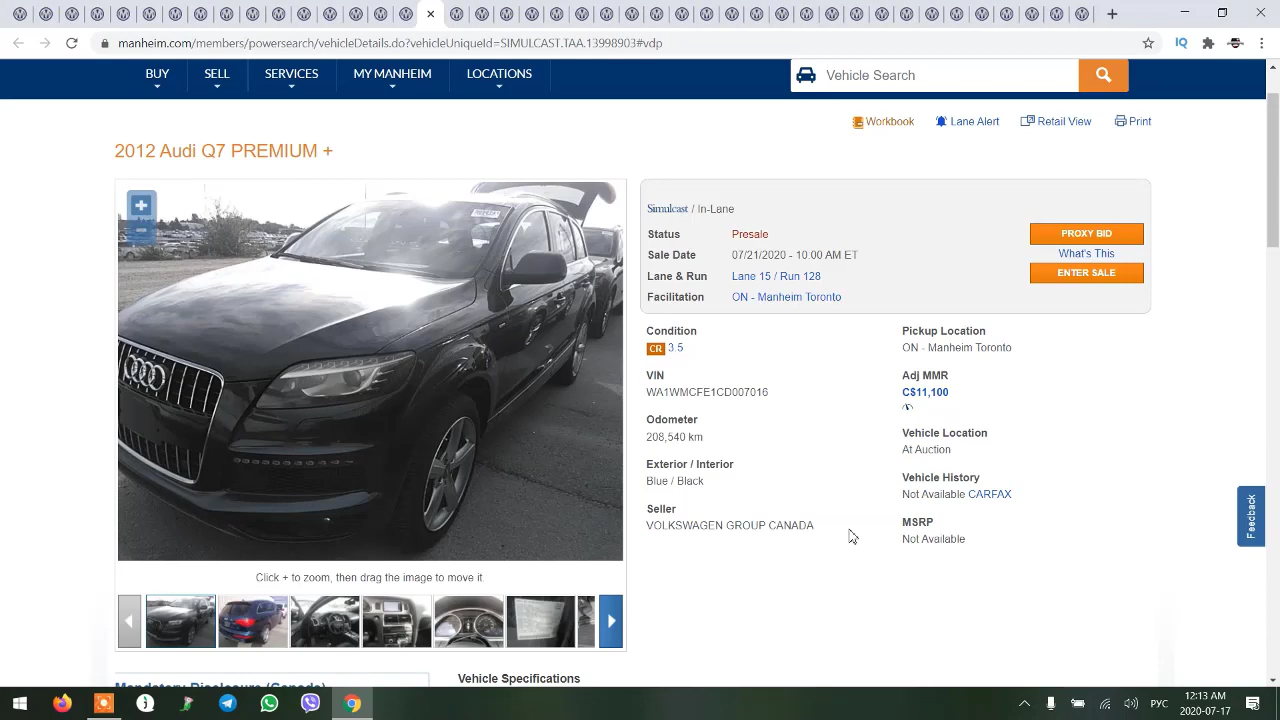 manheim.com/powersearch/vehicleDetails.do?vehicleUniqueId=SIMULCAST.TAA.13998903#vdp
IQ
BUY
SELL
SERVICES
MY MANHEIM
LOCATIONS
Vehicle Search
Workbook
Lane Alert
Retail View
Print
2012 Audi Q7 PREMIUM +
Simulcast / In-Lane
Status Presale
PROXY BID
Sale Date 07/21/2020 - 10:00 AM ET
What's This
Lane & Run Lane 15 / Run 128
ENTER SALE
Facilitation ON - Manheim Toronto
Condition
CR 3.5
VIN
WA1WMCFE1CD007016
Odometer
208,540 km
Exterior / Interior
Blue / Black
Seller
VOLKSWAGEN GROUP CANADA
Pickup Location
ON - Manheim Toronto
Adj MMR
C$11,100
Vehicle Location
At Auction
Vehicle History
Not Available CARFAX
MSRP
Not Available
Feedback
Click + to zoom, then drag the image to move it.
Mandatory Disclosure (Canada)
Vehicle Specifications
РУС
12:13 AM
2020-07-17